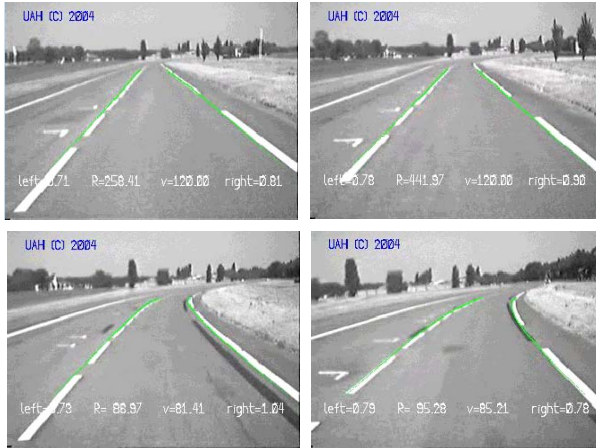 UAH (C) 2004
left=0.71 R=258.41 v=120.00 right=0.81
UAH (C) 2004
left=0.78 R=441.97 v=120.00 right=0.90
UAH (C) 2004
left=0.73 R= 86.97 v=81.41 right=1.04
UAH (C) 2004
left=0.79 R= 95.28 v=85.21 right=0.78